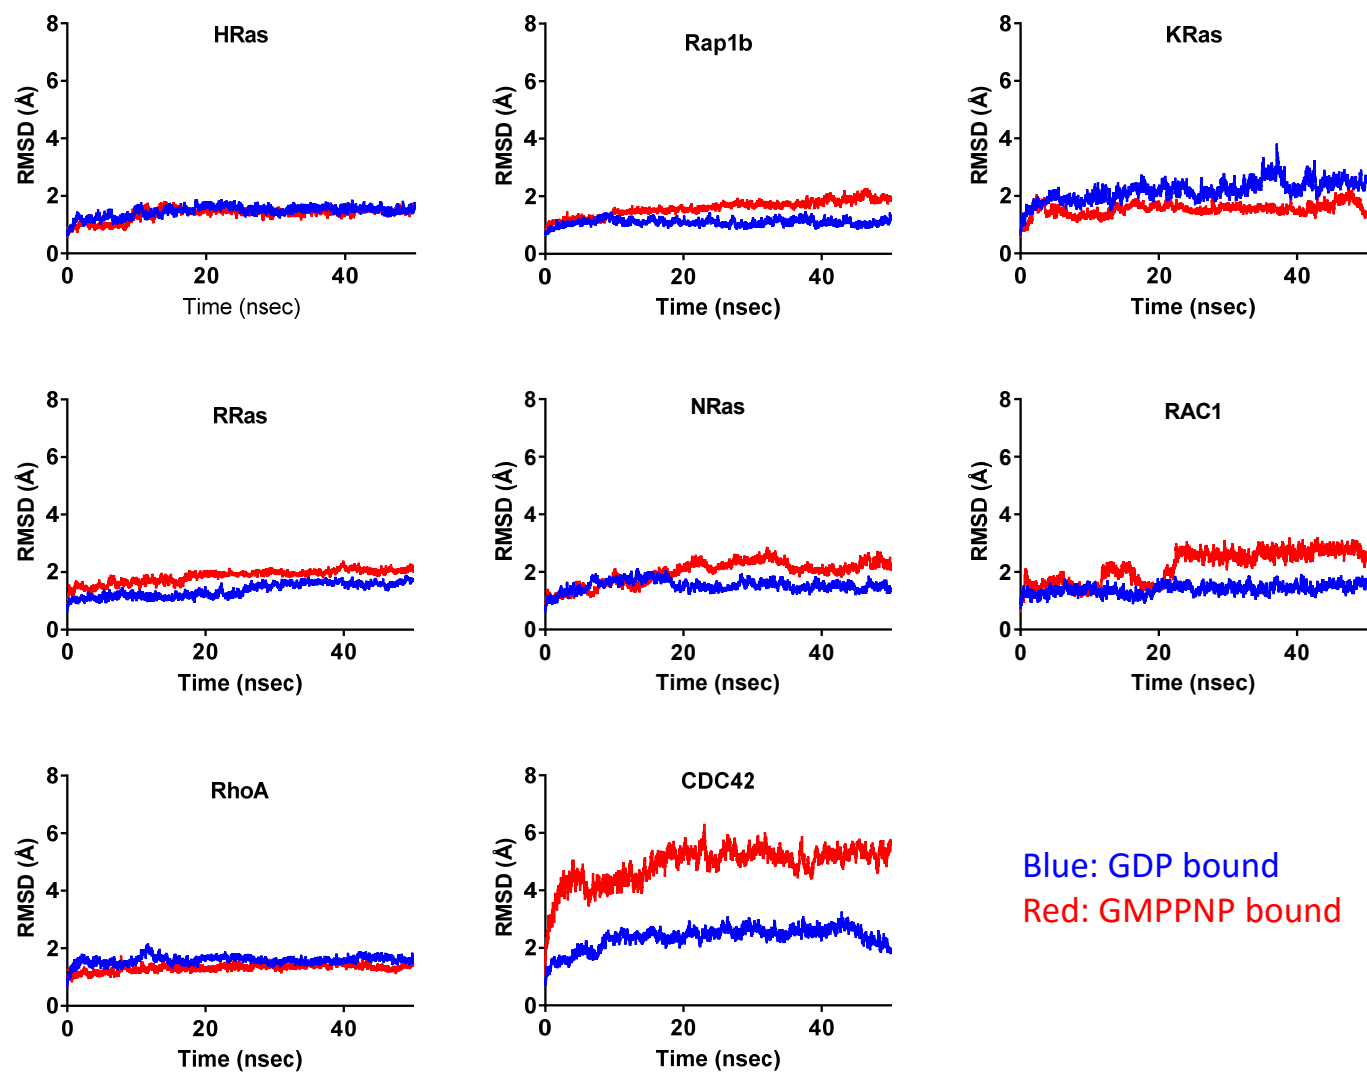 HRas
RMSD (Å)
8
6
4
2
0
0 20 40
Time (nsec)
Rap1b
RMSD (Å)
8
6
4
2
0
0 20 40
Time (nsec)
KRas
RMSD (Å)
8
6
4
2
0
0 20 40
Time (nsec)
RRas
RMSD (Å)
8
6
4
2
0
0 20 40
Time (nsec)
NRas
RMSD (Å)
8
6
4
2
0
0 20 40
Time (nsec)
RAC1
RMSD (Å)
8
6
4
2
0
0 20 40
Time (nsec)
RhoA
RMSD (Å)
8
6
4
2
0
0 20 40
Time (nsec)
CDC42
RMSD (Å)
8
6
4
2
0
0 20 40
Time (nsec)
Blue: GDP bound
Red: GMPPNP bound